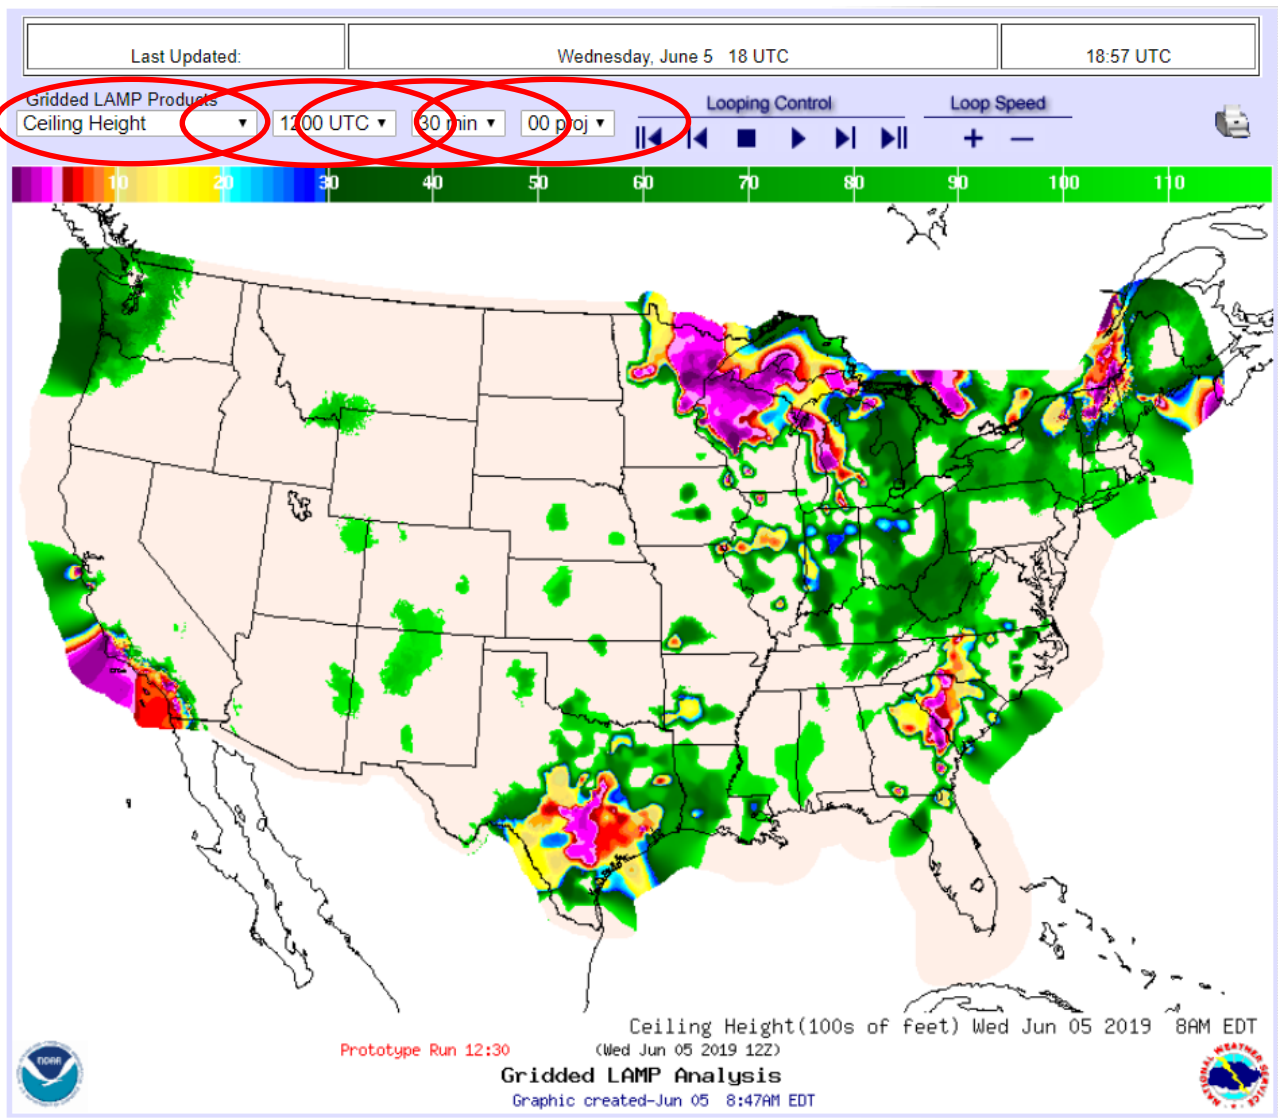 Last Updated: Wednesday, June 5 18 UTC 18:57 UTC
Gridded LAMP Products Looping Control Loop Speed
Ceiling Height 1200 UTC 30 min 00 proj
10 20 30 40 50 60 70 80 90 100 110
Ceiling Height(100s of feet) Wed Jun 05 2019 8AM EDT
Prototype Run 12:30 (Wed Jun 05 2019 12Z)
Gridded LAMP Analysis
Graphic created-Jun 05 8:47AM EDT
NOAA
NATIONAL WEATHER SERVICE